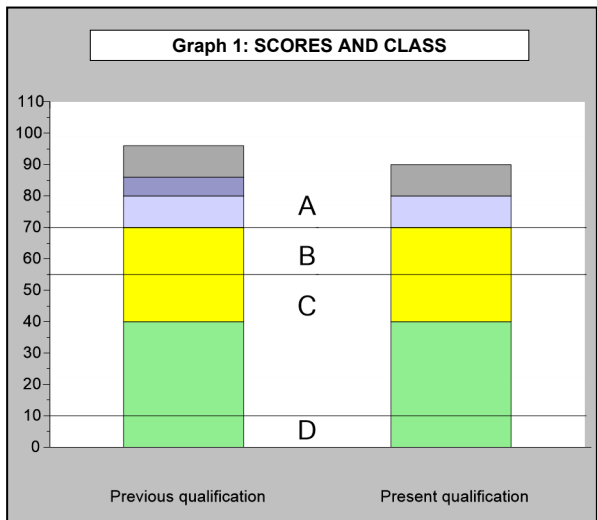 Graph 1: SCORES AND CLASS
110
100
90
80
A
70
60
B
50
C
40
30
20
10
D
0
Previous qualification
Present qualification